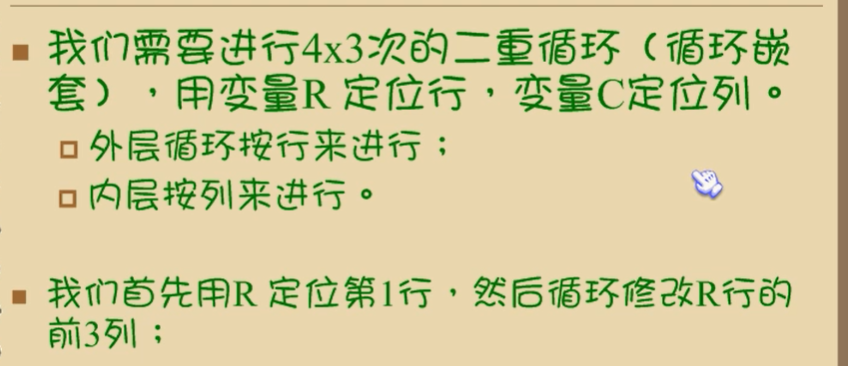 我们需要进行4x3次的二重循环（循环嵌
套），用变量R 定位行，变量C定位列。
外层循环按行来进行；
内层按列来进行。
我们首先用R 定位第1行，然后循环修改R行的
前3列；